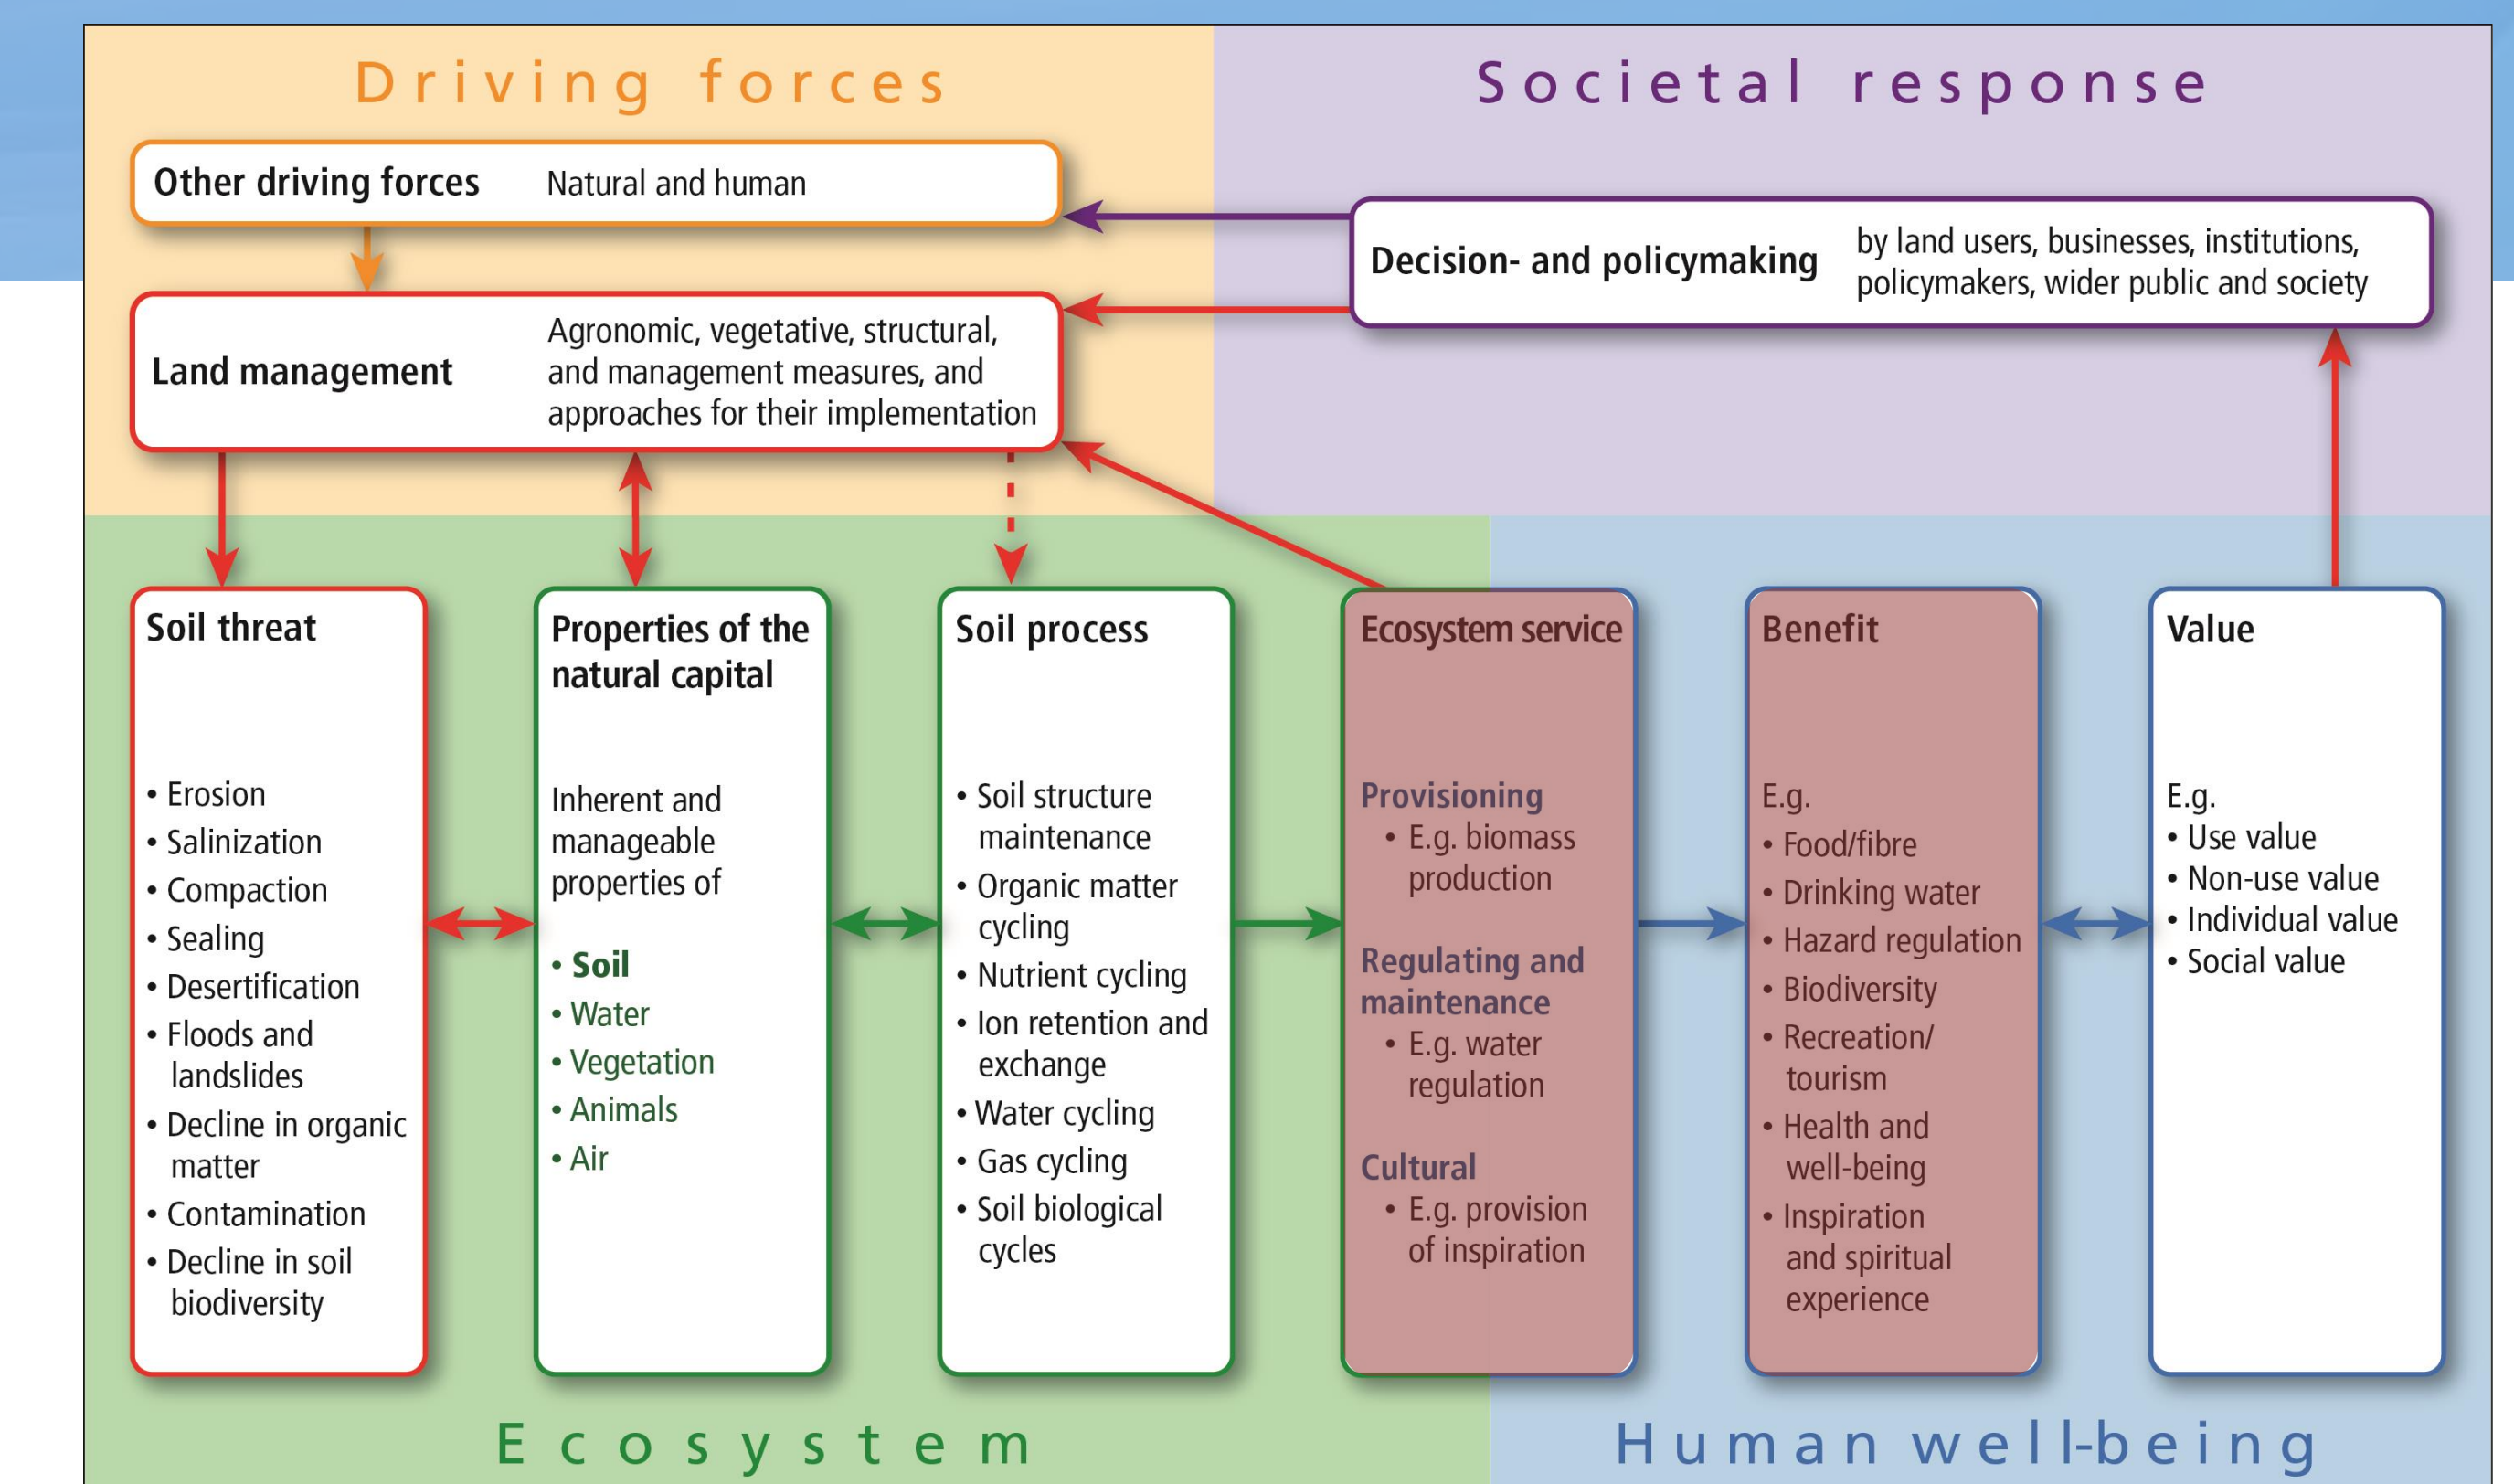 Driving forces
Societal response
Other driving forces
Natural and human
Decision- and policymaking
by land users, businesses, institutions,
policymakers, wider public and society
Land management
Agronomic, vegetative, structural,
and management measures, and
approaches for their implementation
Soil threat
• Erosion
• Salinization
• Compaction
• Sealing
• Desertification
• Floods and
landslides
• Decline in organic
matter
• Contamination
• Decline in soil
biodiversity
Properties of the
natural capital
Inherent and
manageable
properties of
• Soil
• Water
• Vegetation
• Animals
• Air
Soil process
• Soil structure
maintenance
• Organic matter
cycling
• Nutrient cycling
• Ion retention and
exchange
• Water cycling
• Gas cycling
• Soil biological
cycles
Ecosystem service
Provisioning
• E.g. biomass
production
Regulating and
maintenance
• E.g. water
regulation
Cultural
• E.g. provision
of inspiration
Benefit
E.g.
• Food/fibre
• Drinking water
• Hazard regulation
• Biodiversity
• Recreation/
tourism
• Health and
well-being
• Inspiration
and spiritual
experience
Value
E.g.
• Use value
• Non-use value
• Individual value
• Social value
Ecosystem
Human well-being